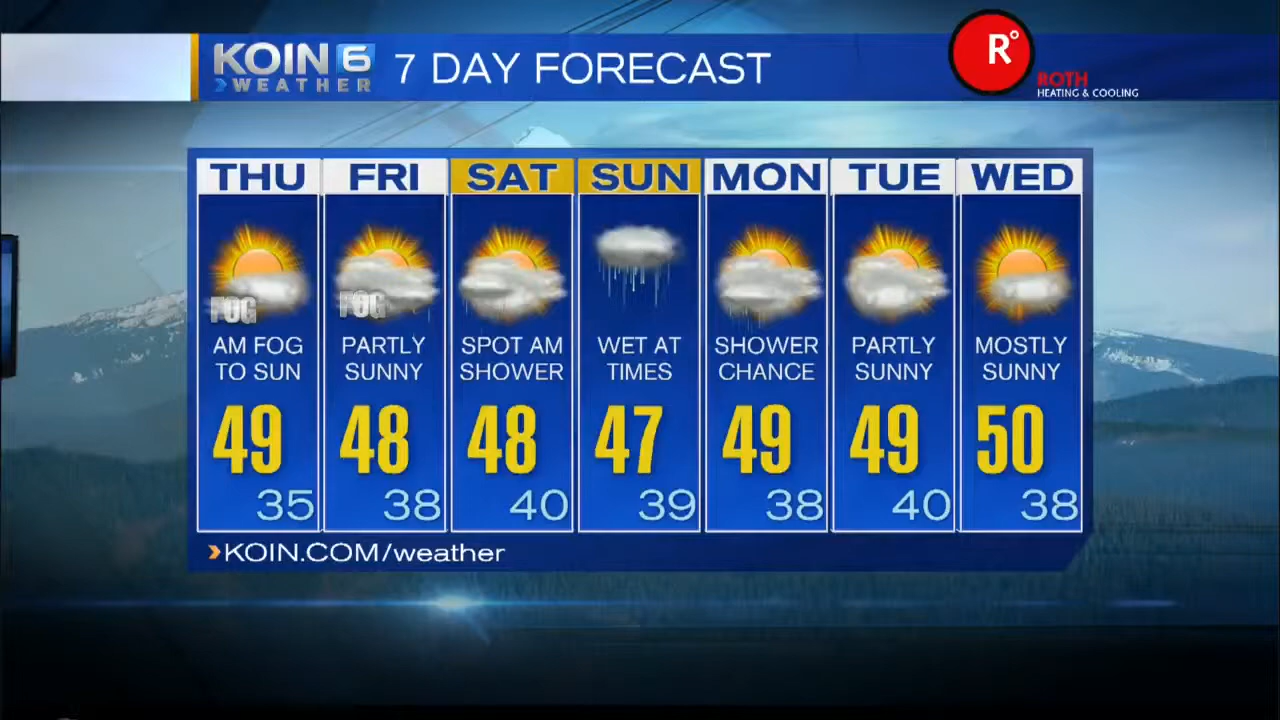 KOIN 6
WEATHER
7 DAY FORECAST
R°
ROTH
HEATING & COOLING
THU FRI SAT SUN MON TUE WED
FOG FOG
AM FOG PARTLY SPOT AM WET AT SHOWER PARTLY MOSTLY
TO SUN SUNNY SHOWER TIMES CHANCE SUNNY SUNNY
49 48 48 47 49 49 50
35 38 40 39 38 40 38
KOIN.COM/weather